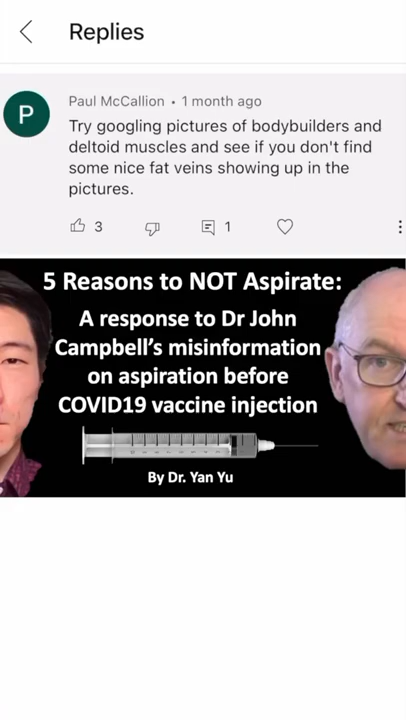 Replies
P
Paul McCallion • 1 month ago
Try googling pictures of bodybuilders and
deltoid muscles and see if you don't find
some nice fat veins showing up in the
pictures.
3
1
5 Reasons to NOT Aspirate:
A response to Dr John
Campbell's misinformation
on aspiration before
COVID19 vaccine injection
By Dr. Yan Yu